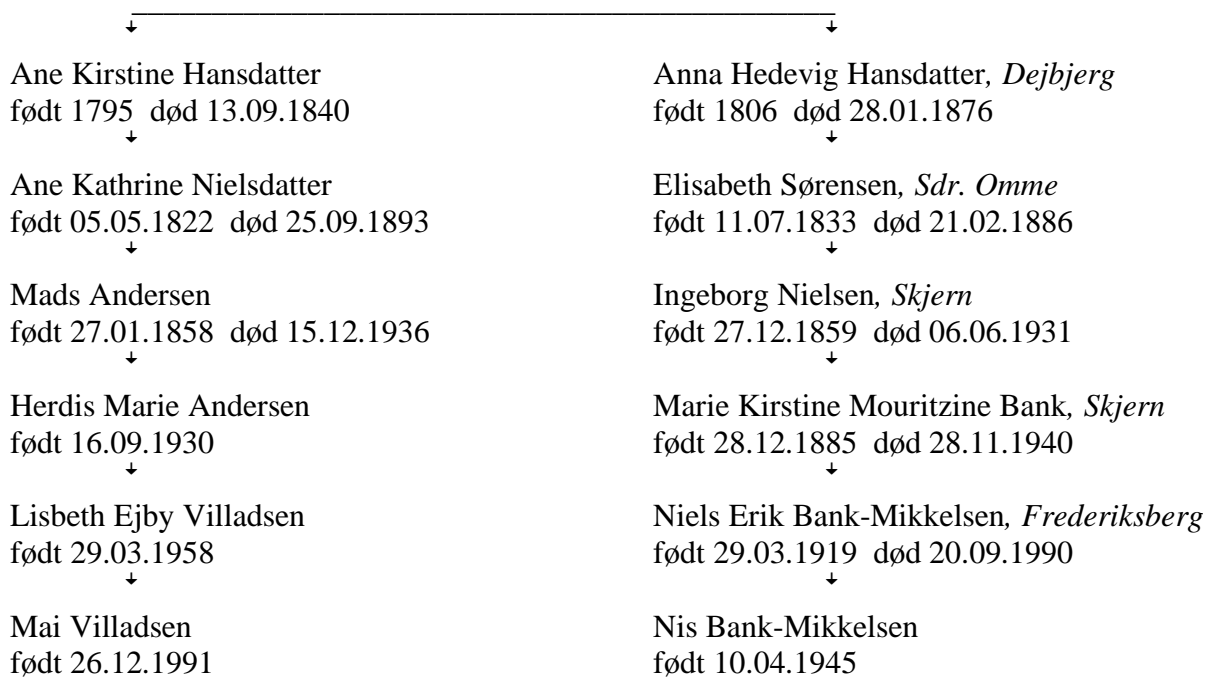 Ane Kirstine Hansdatter
født 1795 død 13.09.1840
Ane Kathrine Nielsdatter
født 05.05.1822 død 25.09.1893
Mads Andersen
født 27.01.1858 død 15.12.1936
Herdis Marie Andersen
født 16.09.1930
Lisbeth Ejby Villadsen
født 29.03.1958
Mai Villadsen
født 26.12.1991
Anna Hedevig Hansdatter, Dejbjerg
født 1806 død 28.01.1876
Elisabeth Sørensen, Sdr. Omme
født 11.07.1833 død 21.02.1886
Ingeborg Nielsen, Skjern
født 27.12.1859 død 06.06.1931
Marie Kirstine Mouritzine Bank, Skjern
født 28.12.1885 død 28.11.1940
Niels Erik Bank-Mikkelsen, Frederiksberg
født 29.03.1919 død 20.09.1990
Nis Bank-Mikkelsen
født 10.04.1945